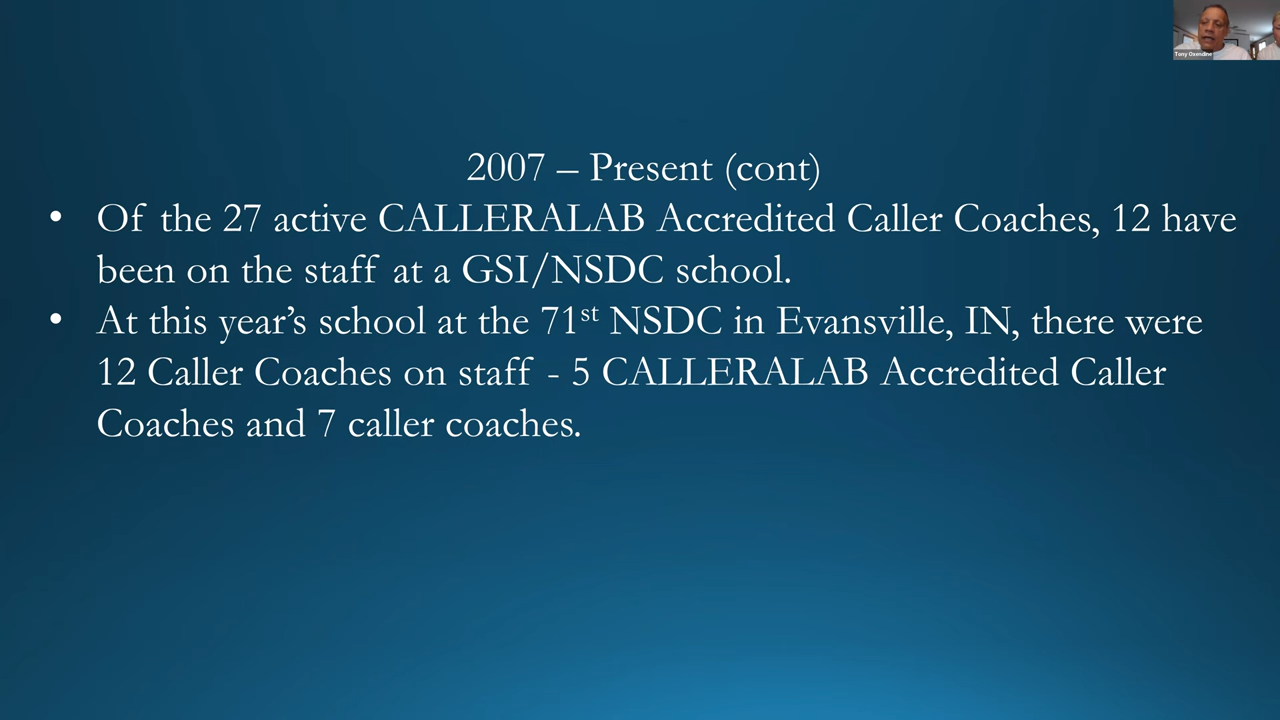 Tony Oxendine
2007 – Present (cont)
• Of the 27 active CALLERALAB Accredited Caller Coaches, 12 have
been on the staff at a GSI/NSDC school.
• At this year’s school at the 71st NSDC in Evansville, IN, there were
12 Caller Coaches on staff - 5 CALLERALAB Accredited Caller
Coaches and 7 caller coaches.